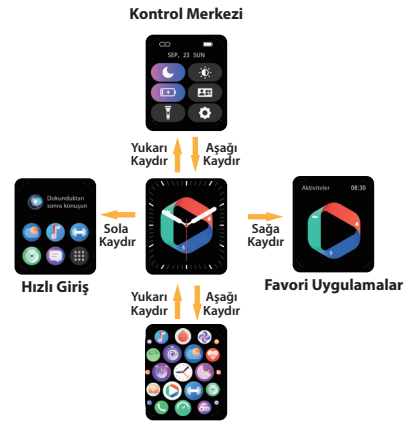 Kontrol Merkezi
SEP, 23 SUN
Yukarı
Kaydır
Aşağı
Kaydır
Dokunduktan
sonra konuşun
Sola
Kaydır
Sağa
Kaydır
Aktiviteler 08:30
Hızlı Giriş
Favori Uygulamalar
Yukarı
Kaydır
Aşağı
Kaydır